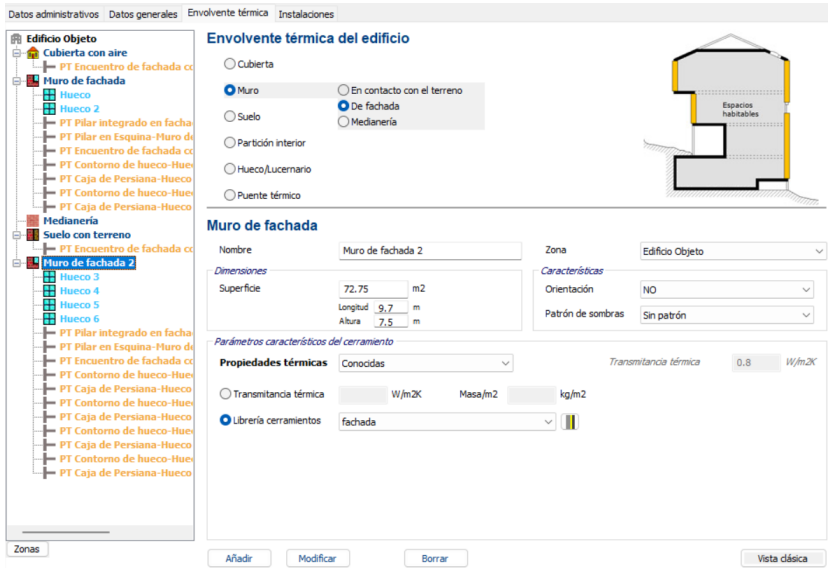 Datos administrativos Datos generales Envolvente térmica Instalaciones
Edificio Objeto
Cubierta con aire
PT Encuentro de fachada co
Muro de fachada
Hueco
Hueco 2
PT Pilar integrado en facha
PT Pilar en Esquina-Muro de
PT Encuentro de fachada co
PT Contorno de hueco-Hue
PT Caja de Persiana-Hueco
PT Contorno de hueco-Hue
PT Caja de Persiana-Hueco
Medianería
Suelo con terreno
PT Encuentro de fachada co
Muro de fachada 2
Hueco 3
Hueco 4
Hueco 5
Hueco 6
PT Pilar integrado en facha
PT Pilar en Esquina-Muro de
PT Encuentro de fachada co
PT Contorno de hueco-Hue
PT Caja de Persiana-Hueco
PT Contorno de hueco-Hue
PT Caja de Persiana-Hueco
PT Contorno de hueco-Hue
PT Caja de Persiana-Hueco
PT Contorno de hueco-Hue
PT Caja de Persiana-Hueco
Zonas
Envolvente térmica del edificio
Cubierta
Muro
En contacto con el terreno
De fachada
Medianería
Suelo
Partición interior
Hueco/Lucernario
Puente térmico
Espacios
habitables
Muro de fachada
Nombre Muro de fachada 2 Zona Edificio Objeto
Dimensiones
Superficie 72.75 m2
Longitud 9.7 m
Altura 7.5 m
Características
Orientación NO
Patrón de sombras Sin patrón
Parámetros característicos del cerramiento
Propiedades térmicas Conocidas Transmitancia térmica 0.8 W/m2K
Transmitancia térmica W/m2K Masa/m2 kg/m2
Librería cerramientos fachada
Añadir Modificar Borrar Vista clásica